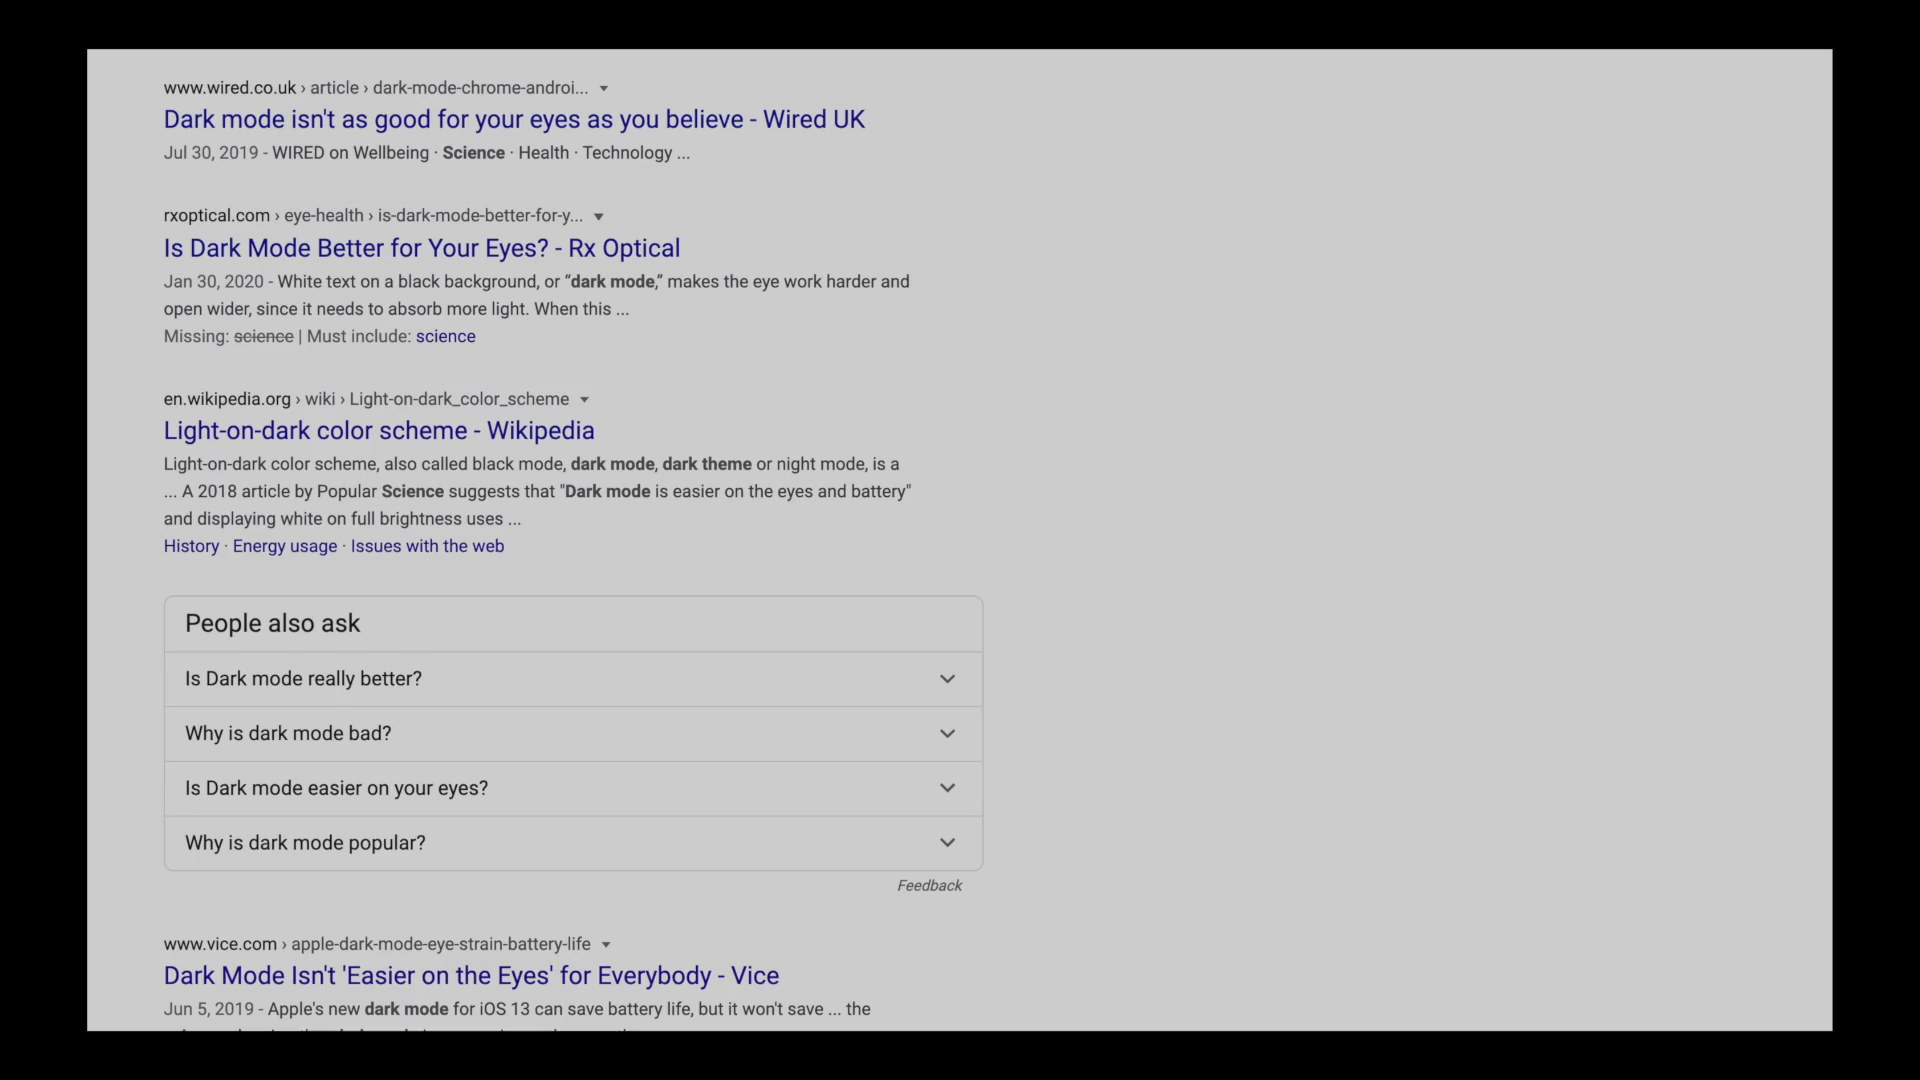 www.wired.co.uk › article › dark-mode-chrome-androi...
Dark mode isn't as good for your eyes as you believe - Wired UK
Jul 30, 2019 - WIRED on Wellbeing · Science · Health · Technology ...
rxoptical.com › eye-health › is-dark-mode-better-for-y...
Is Dark Mode Better for Your Eyes? - Rx Optical
Jan 30, 2020 - White text on a black background, or “dark mode,” makes the eye work harder and
open wider, since it needs to absorb more light. When this ...
Missing: science | Must include: science
en.wikipedia.org › wiki › Light-on-dark_color_scheme
Light-on-dark color scheme - Wikipedia
Light-on-dark color scheme, also called black mode, dark mode, dark theme or night mode, is a
... A 2018 article by Popular Science suggests that "Dark mode is easier on the eyes and battery"
and displaying white on full brightness uses ...
History · Energy usage · Issues with the web
People also ask
Is Dark mode really better?
Why is dark mode bad?
Is Dark mode easier on your eyes?
Why is dark mode popular?
Feedback
www.vice.com › apple-dark-mode-eye-strain-battery-life
Dark Mode Isn't 'Easier on the Eyes' for Everybody - Vice
Jun 5, 2019 - Apple's new dark mode for iOS 13 can save battery life, but it won't save ... the